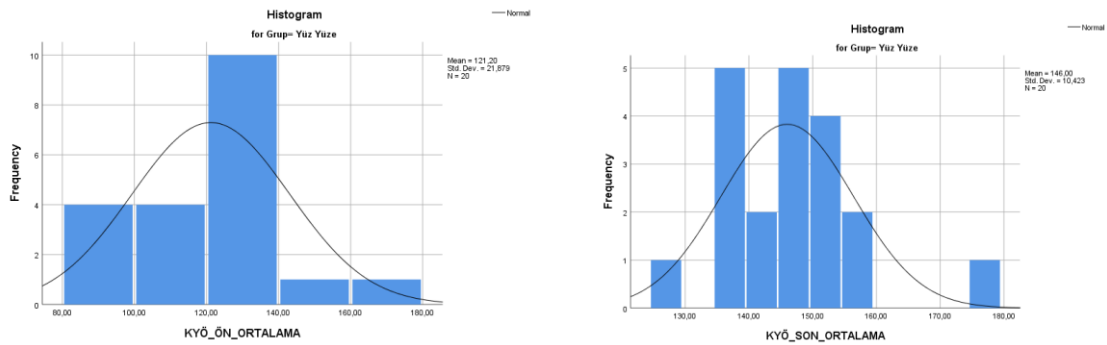 Histogram
for Grup= Yüz Yüze
Normal
Mean = 121,20
Std. Dev. = 21,879
N = 20
Frequency
10
8
6
4
2
0
80,00 100,00 120,00 140,00 160,00 180,00
KYÖ_ÖN_ORTALAMA
Histogram
for Grup= Yüz Yüze
Normal
Mean = 146,00
Std. Dev. = 10,423
N = 20
Frequency
5
4
3
2
1
0
130,00 140,00 150,00 160,00 170,00 180,00
KYÖ_SON_ORTALAMA